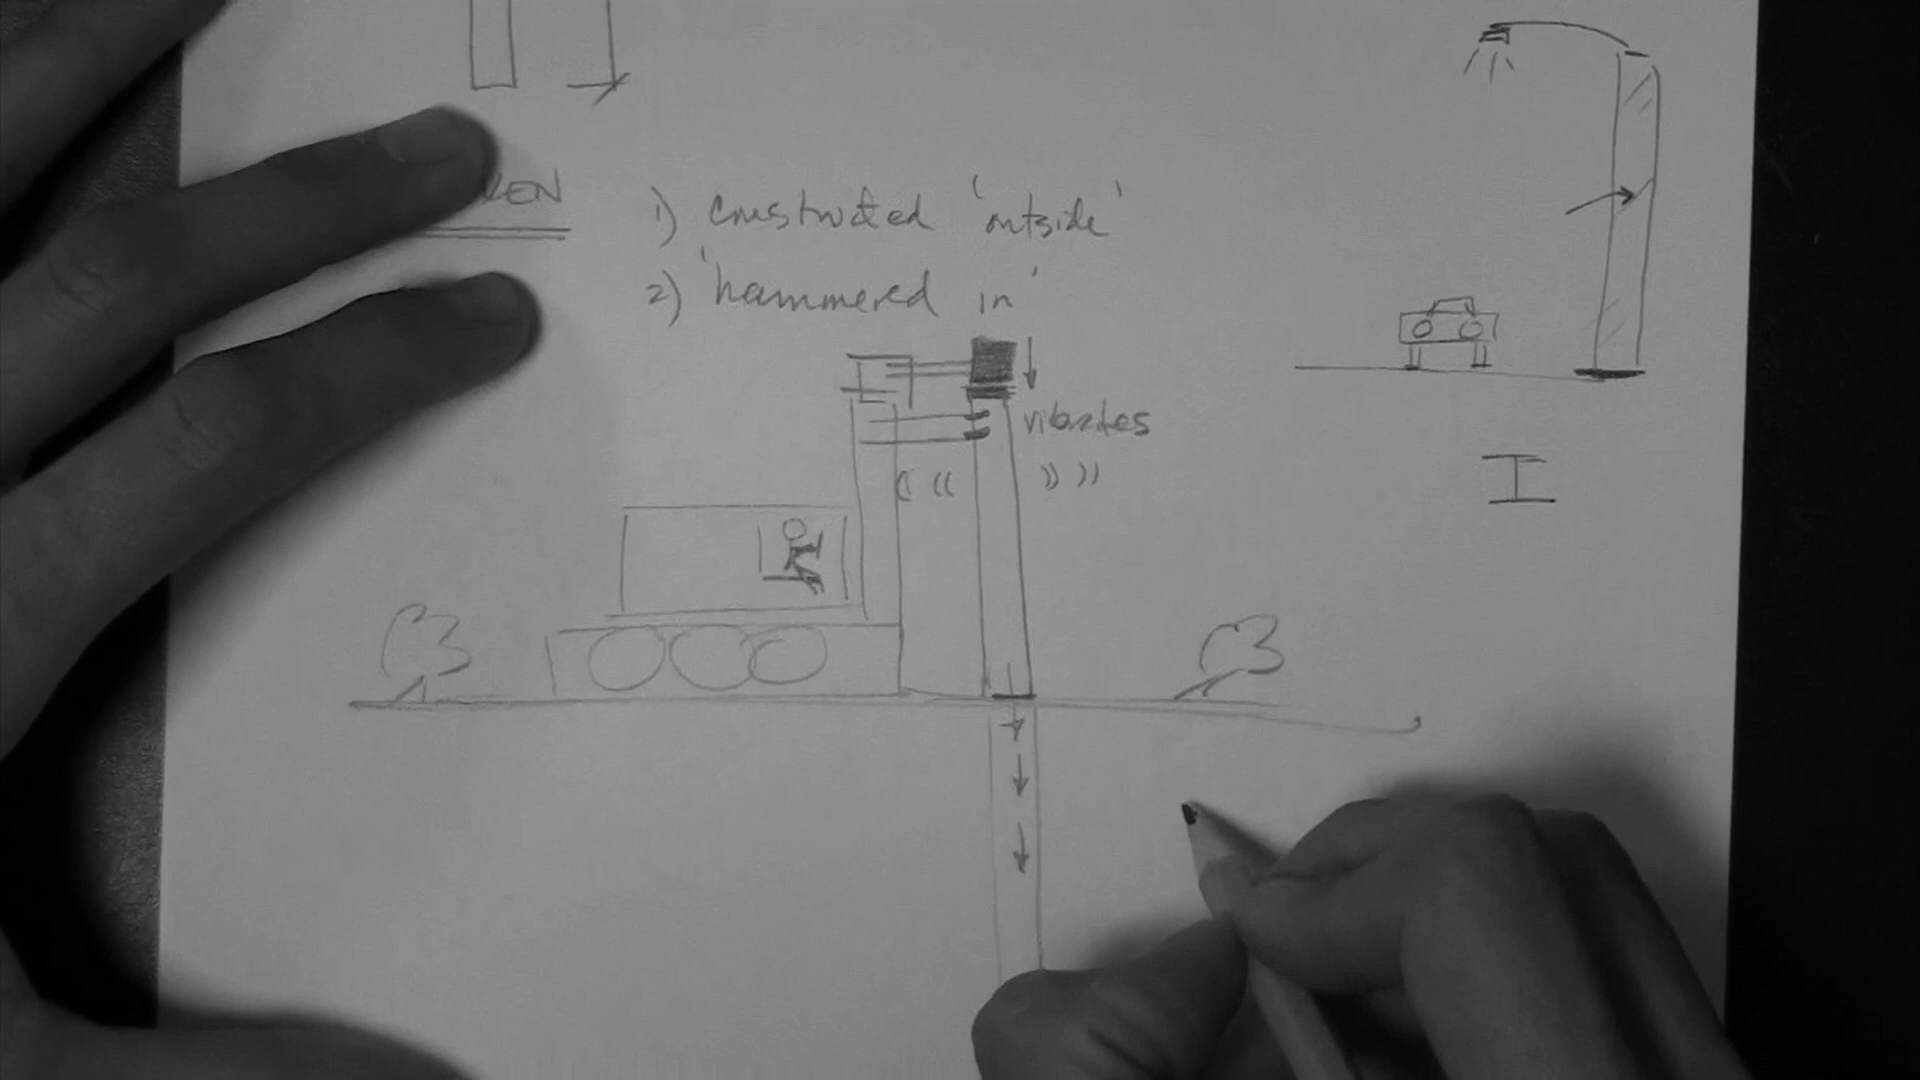 1) constructed 'outside'
2) 'hammered in'
vibrates